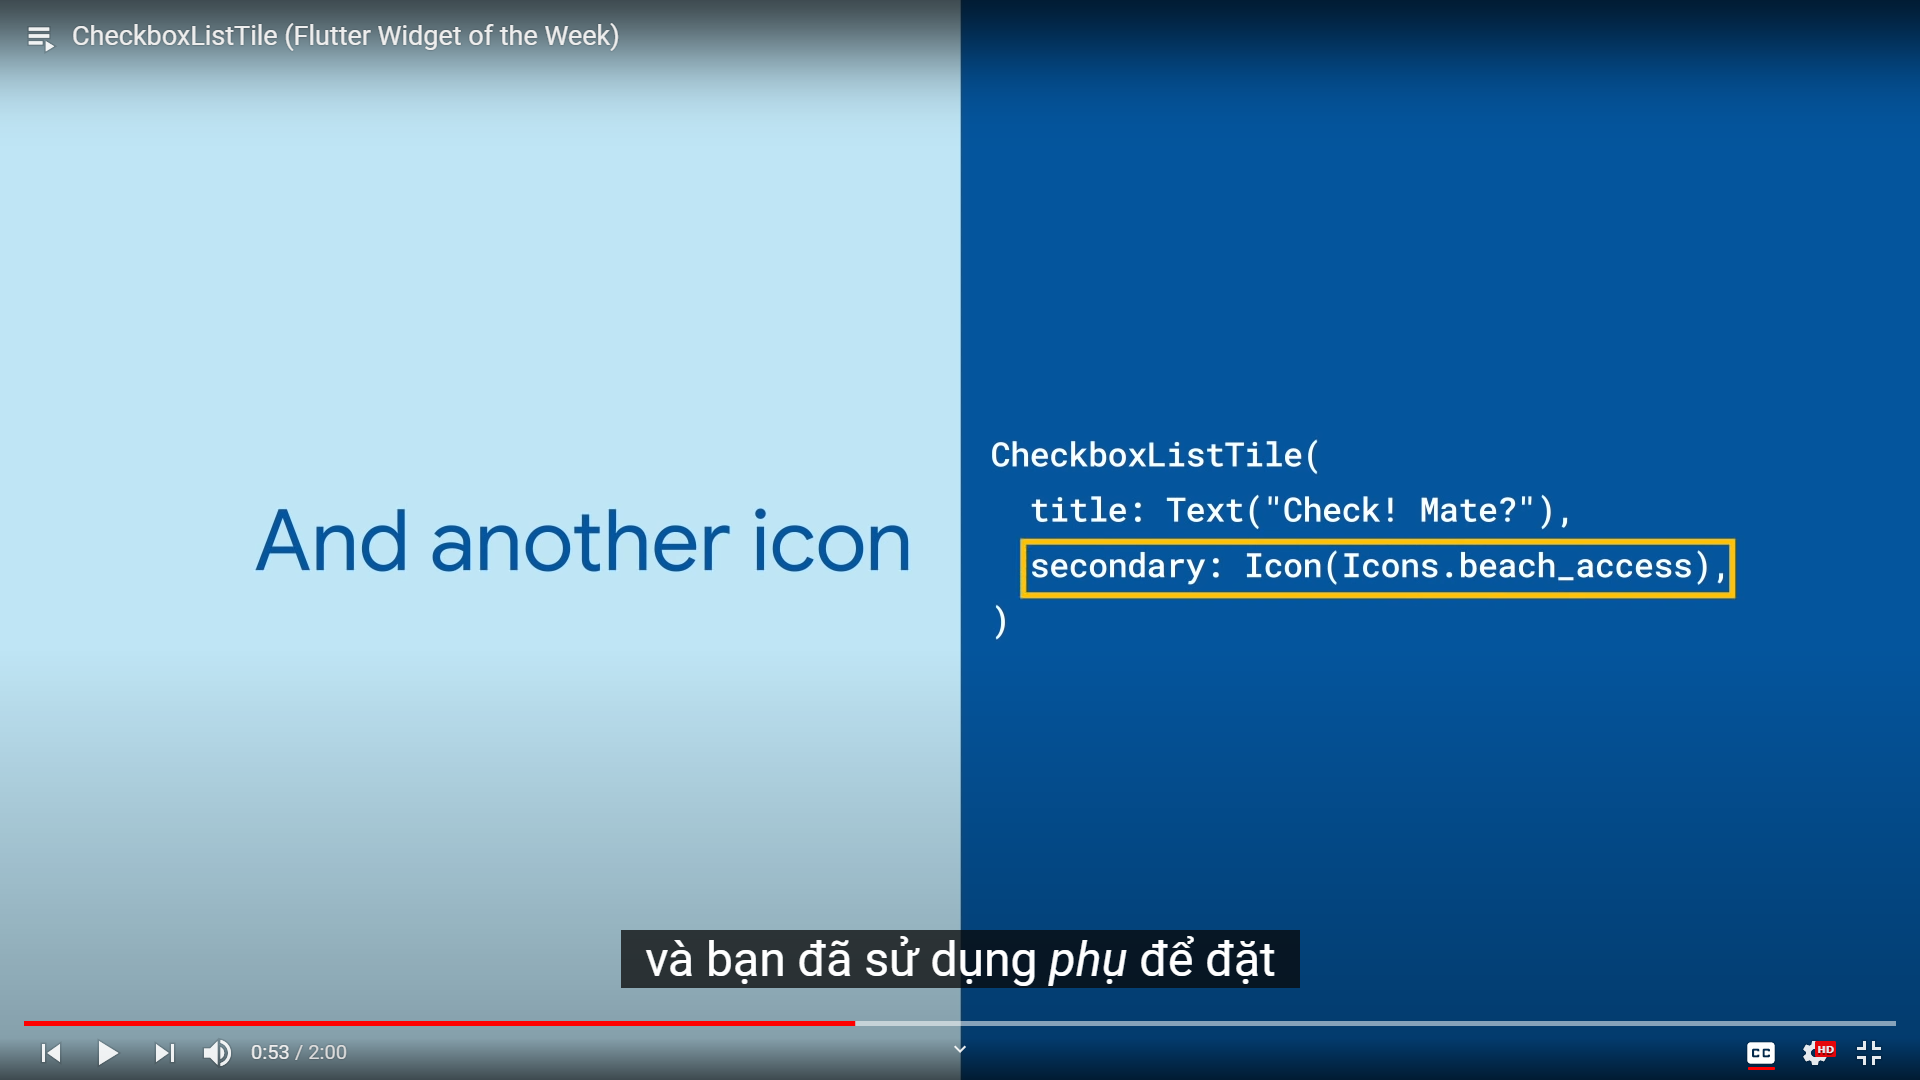 CheckboxListTile (Flutter Widget of the Week)
And another icon
CheckboxListTile(
title: Text("Check! Mate?"),
secondary: Icon(Icons.beach_access),
)
và bạn đã sử dụng phụ để đặt
0:53 / 2:00
CC
HD